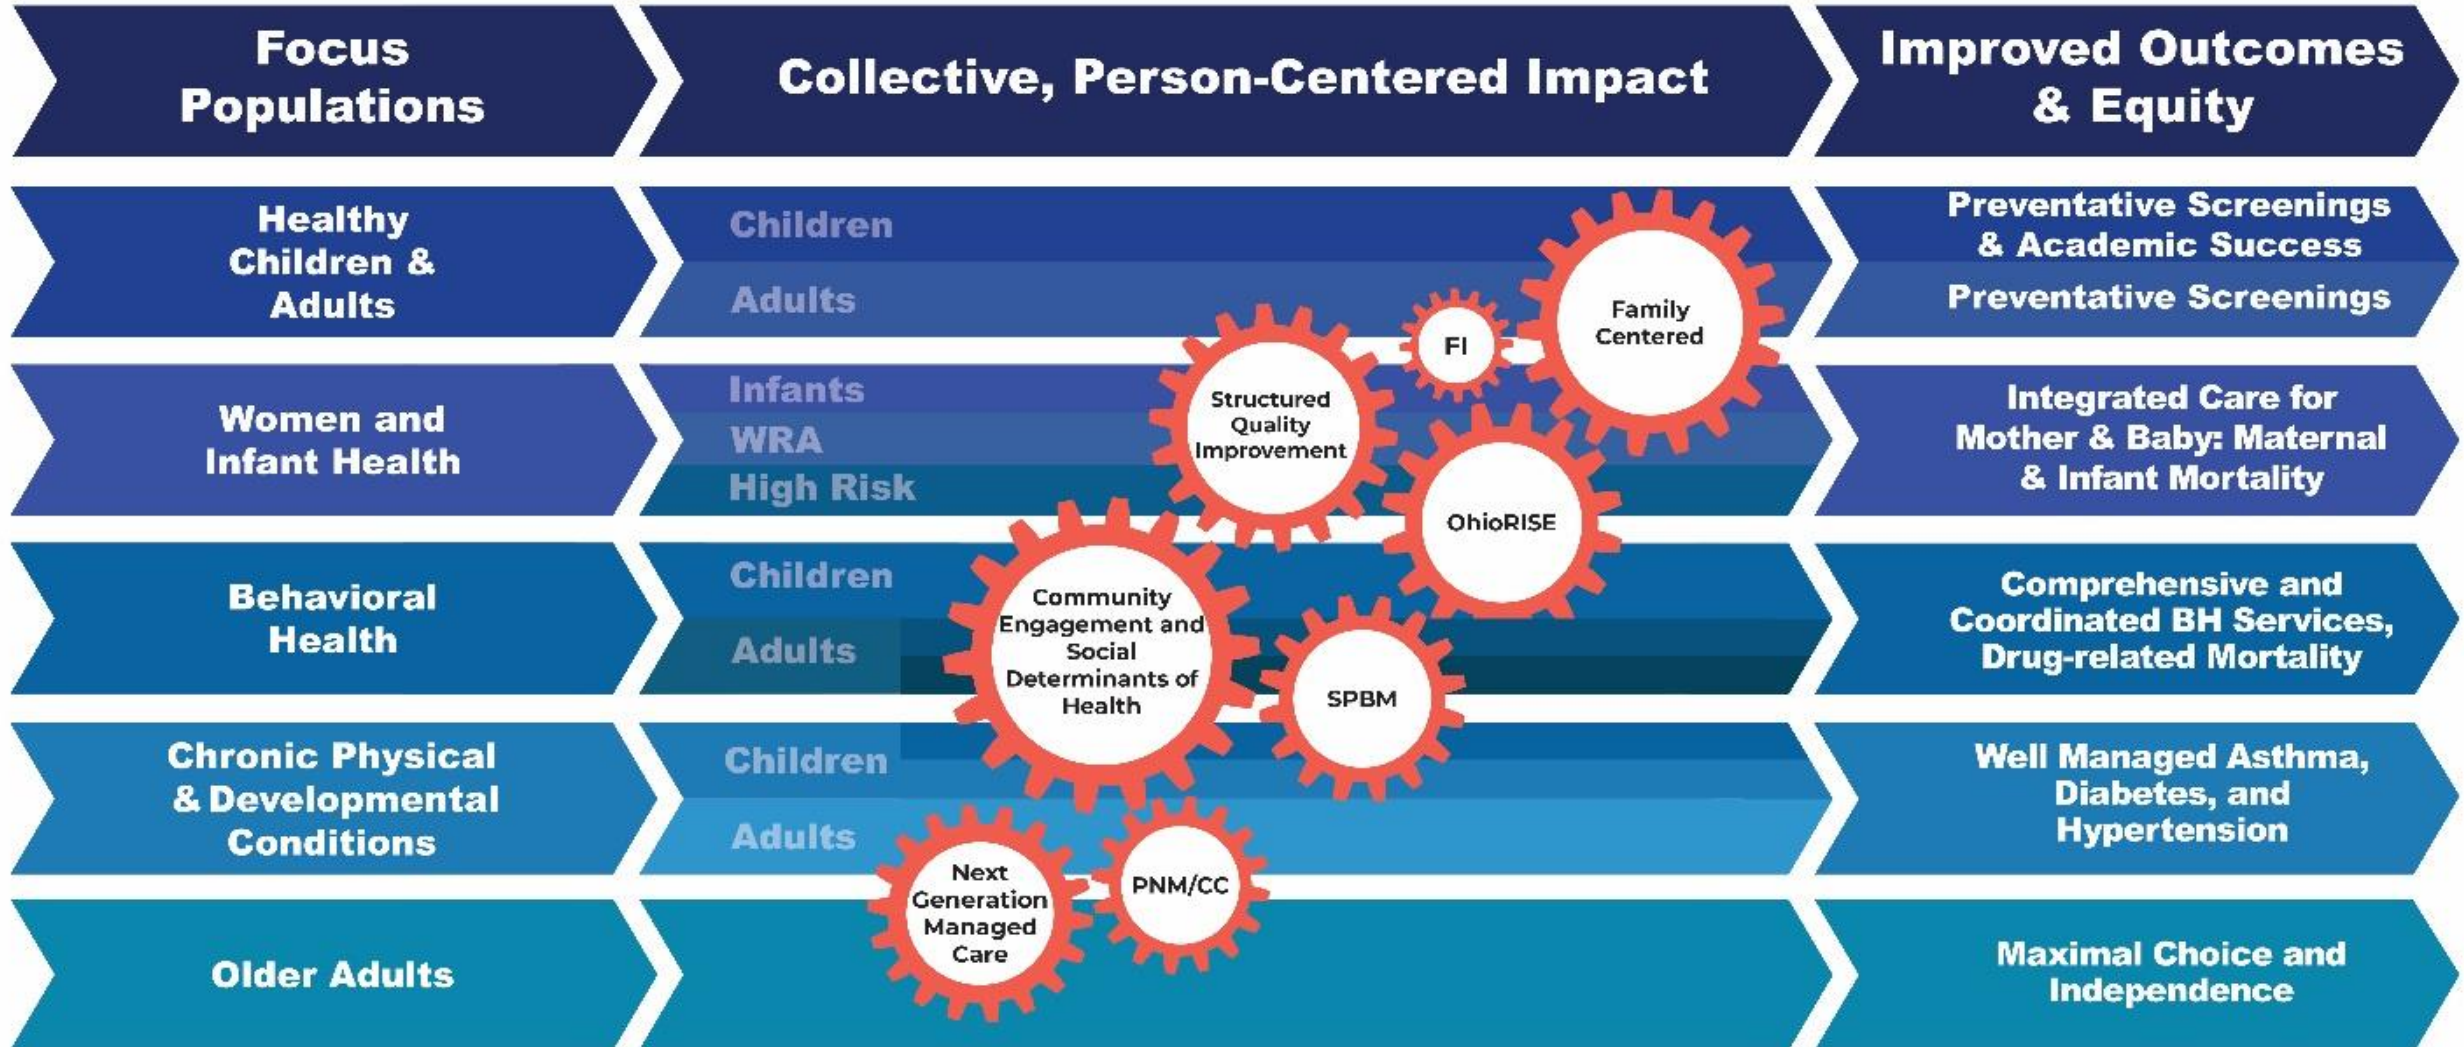 Focus
Populations
Collective, Person-Centered Impact
Improved Outcomes
& Equity
Healthy
Children &
Adults
Children
Adults
Preventative Screenings
& Academic Success
Preventative Screenings
Women and
Infant Health
Infants
WRA
High Risk
Integrated Care for
Mother & Baby: Maternal
& Infant Mortality
Behavioral
Health
Children
Adults
Comprehensive and
Coordinated BH Services,
Drug-related Mortality
Chronic Physical
& Developmental
Conditions
Children
Adults
Well Managed Asthma,
Diabetes, and
Hypertension
Older Adults
Maximal Choice and
Independence
Family
Centered
FI
Structured
Quality
Improvement
OhioRISE
Community
Engagement and
Social
Determinants of
Health
SPBM
Next
Generation
Managed
Care
PNM/CC